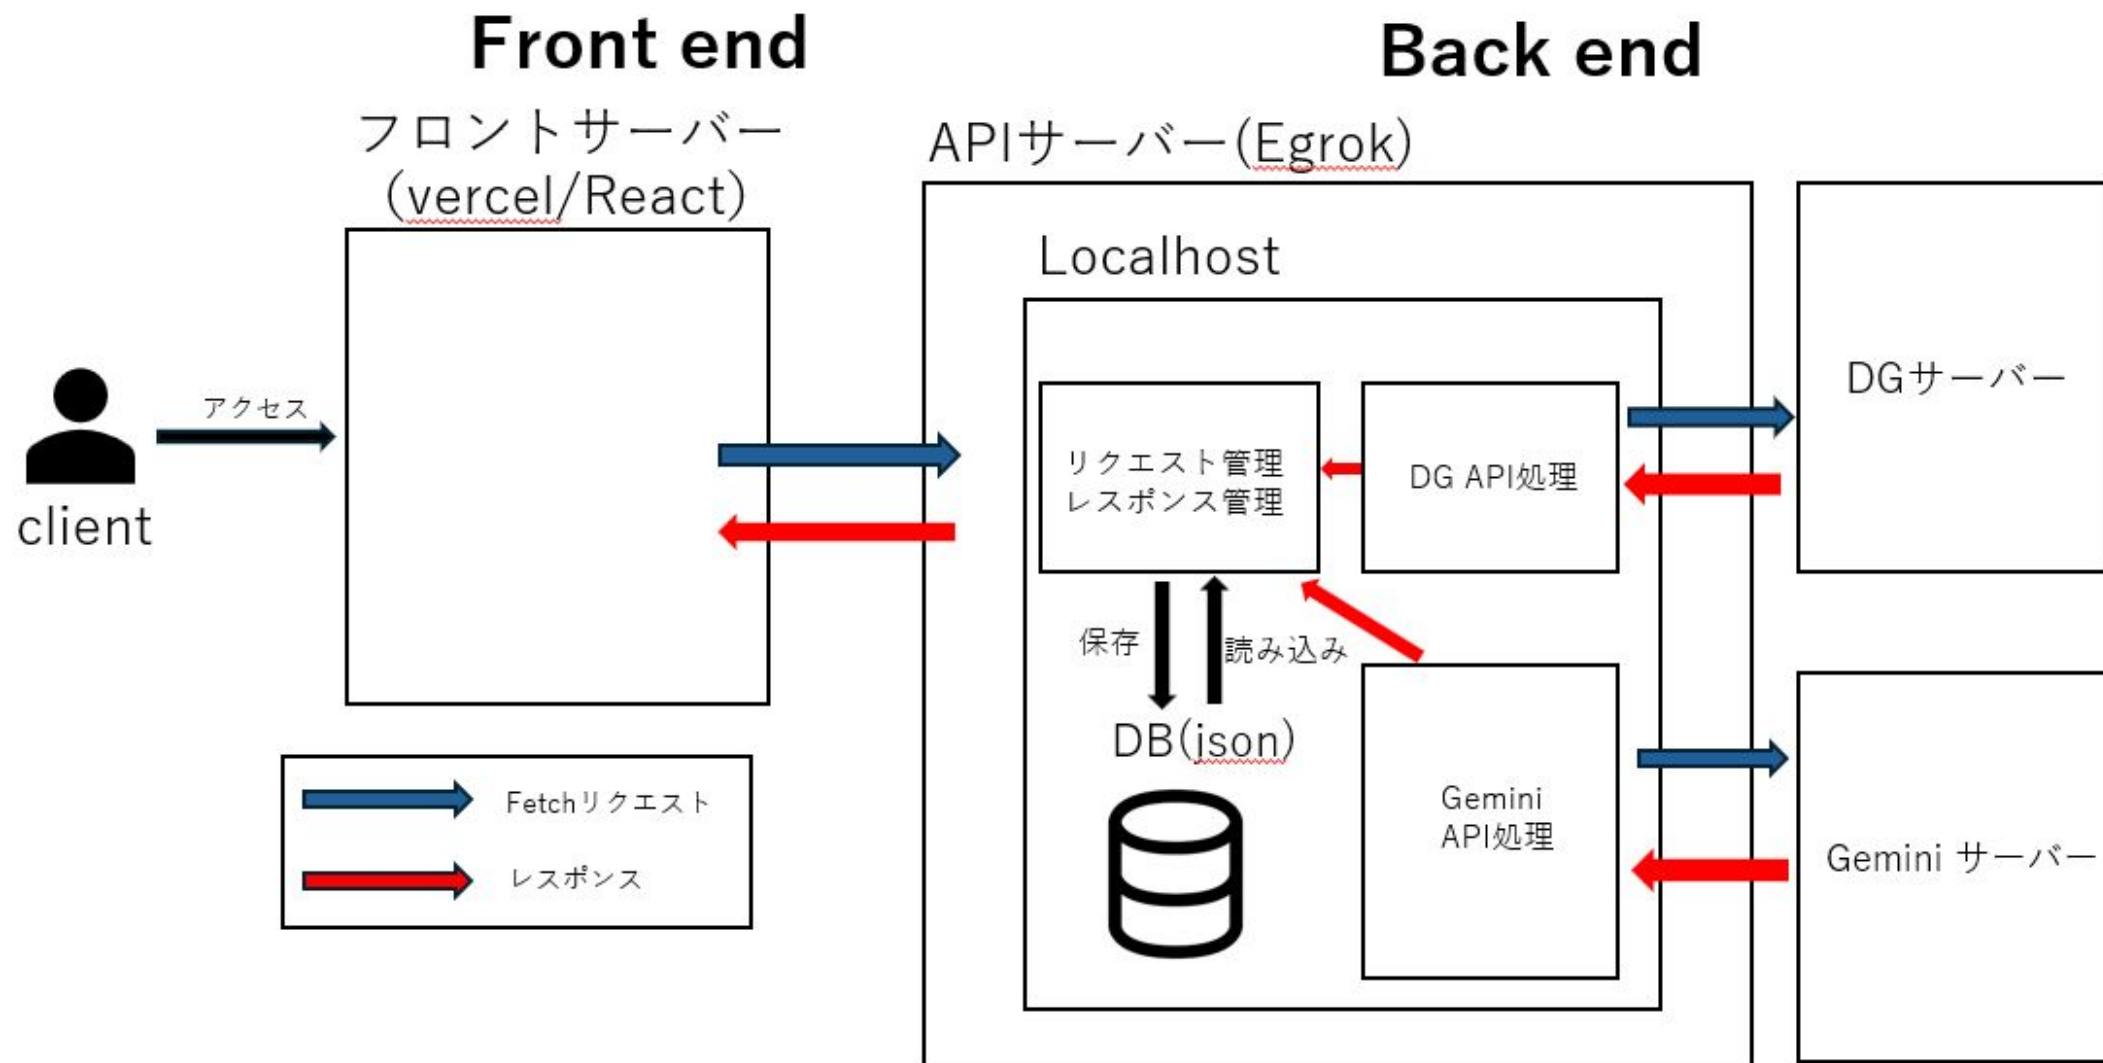 Front end
Back end
フロントサーバー
(vercel/React)
APIサーバー(Egrok)
Localhost
client
アクセス
リクエスト管理
レスポンス管理
DG API処理
DGサーバー
保存
読み込み
DB(json)
Gemini
API処理
Gemini サーバー
Fetchリクエスト
レスポンス